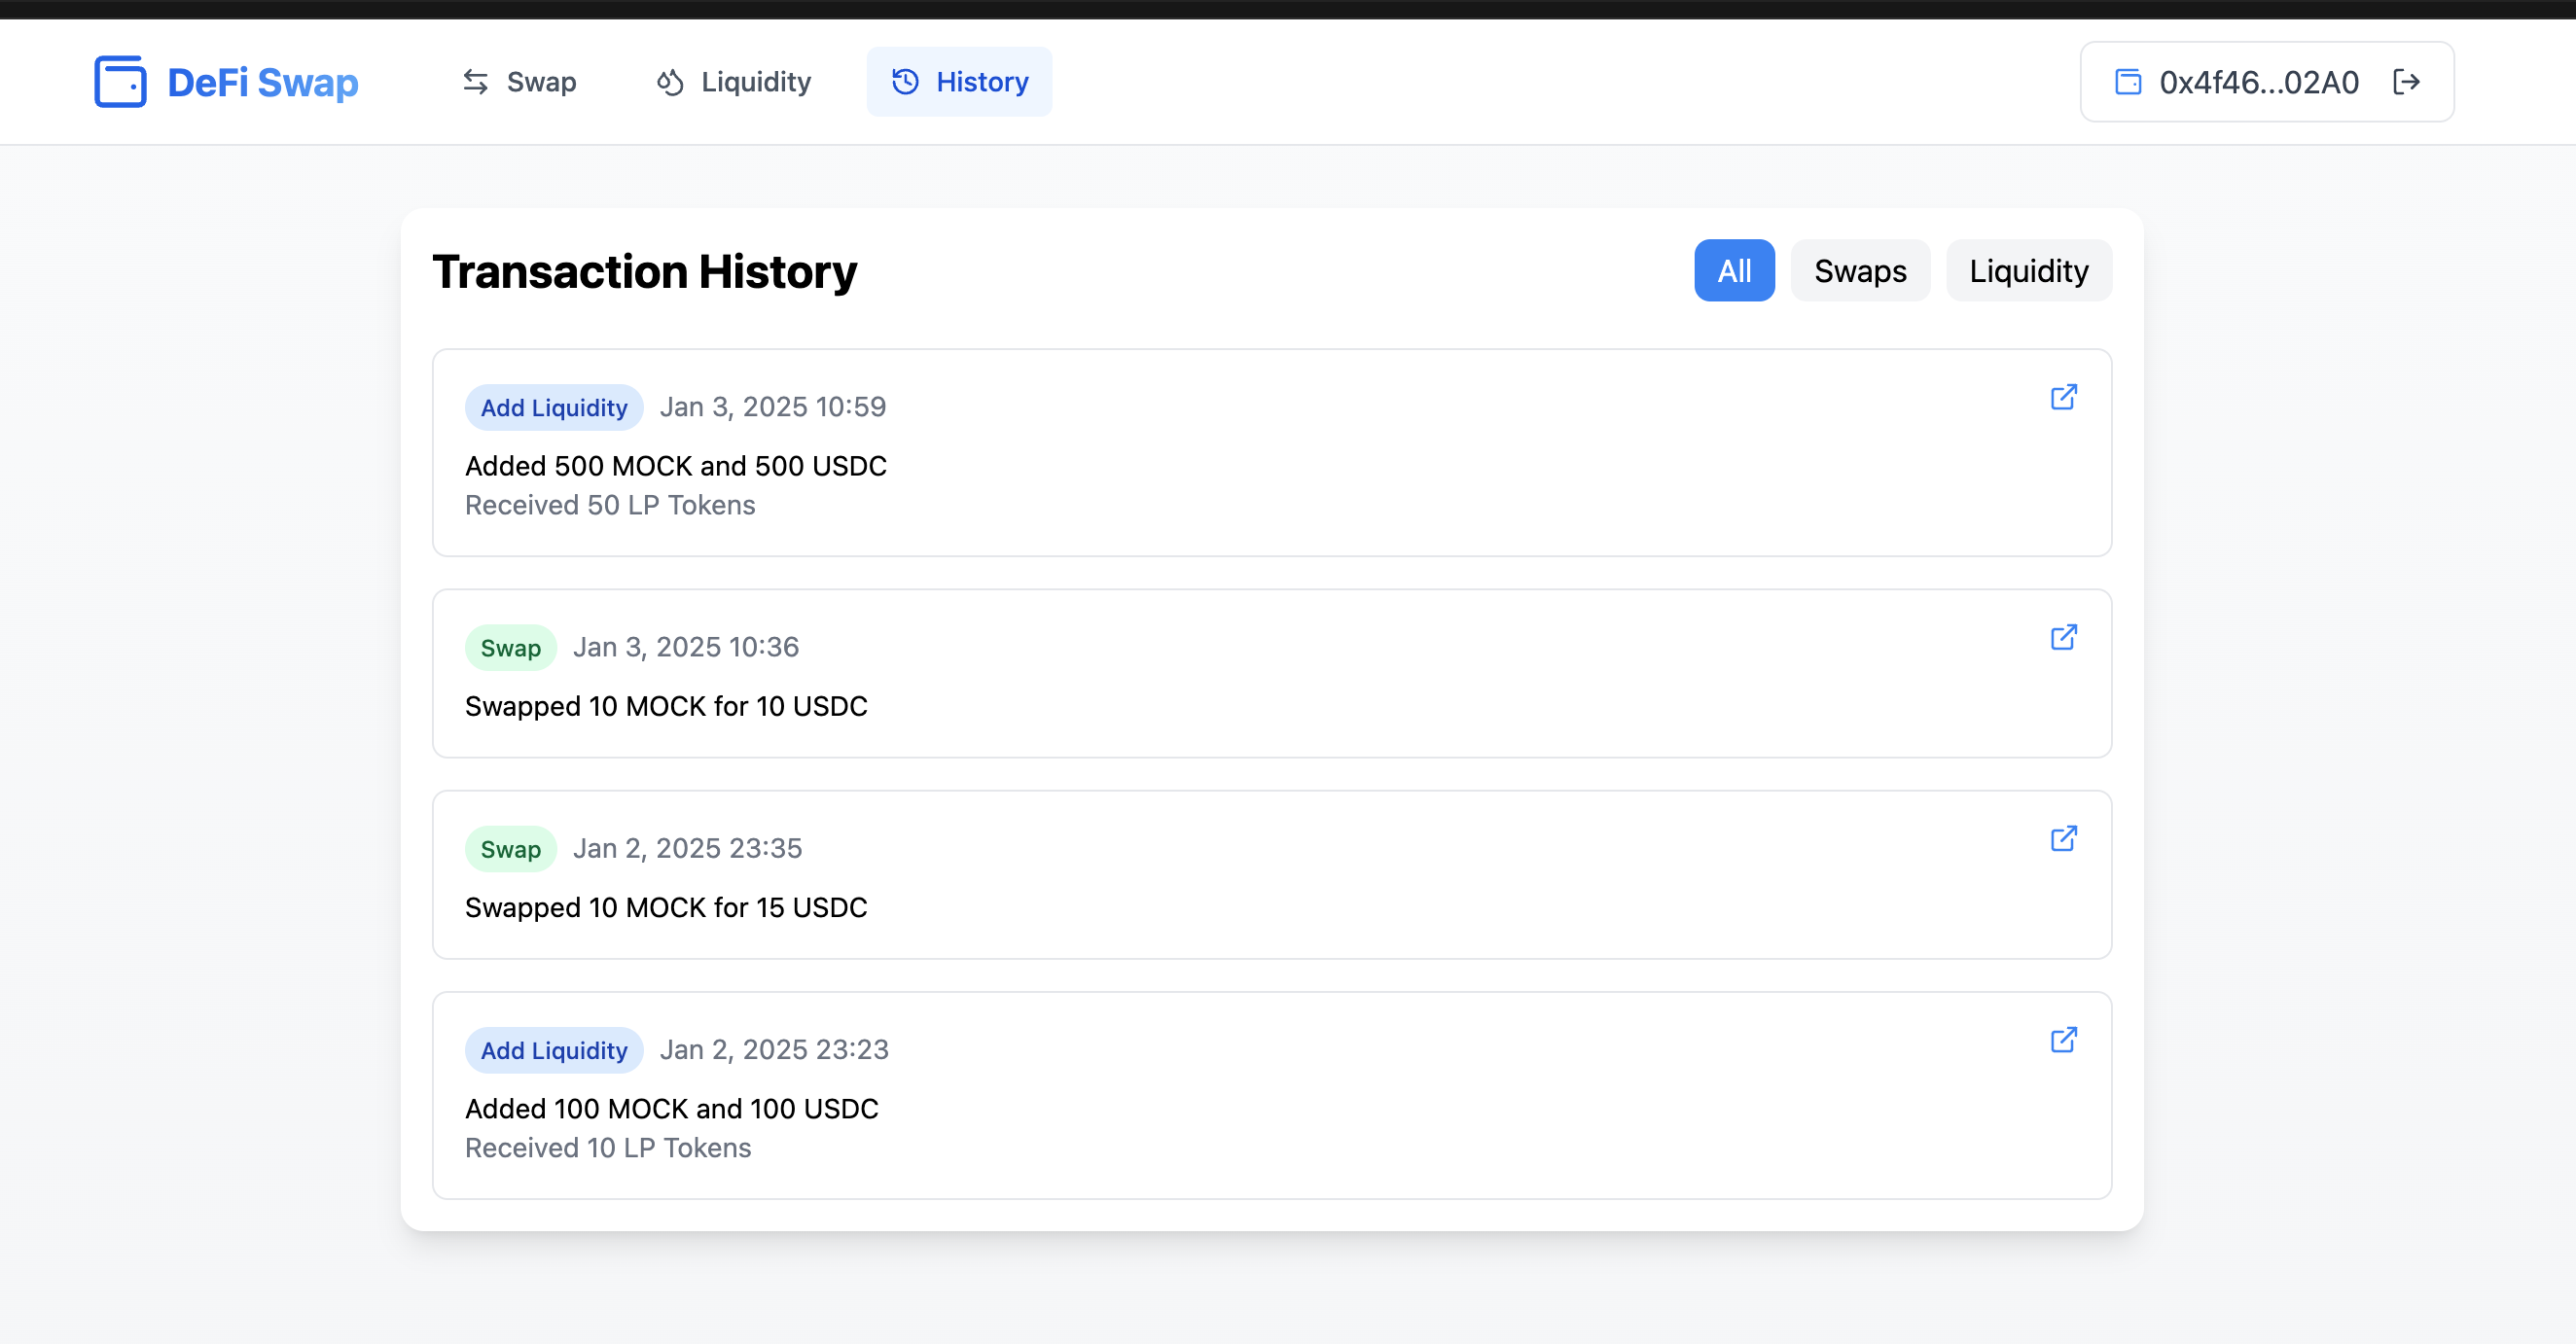 DeFi Swap
Swap
Liquidity
History
0x4f46...02A0
Transaction History
All
Swaps
Liquidity
Add Liquidity Jan 3, 2025 10:59
Added 500 MOCK and 500 USDC
Received 50 LP Tokens
Swap Jan 3, 2025 10:36
Swapped 10 MOCK for 10 USDC
Swap Jan 2, 2025 23:35
Swapped 10 MOCK for 15 USDC
Add Liquidity Jan 2, 2025 23:23
Added 100 MOCK and 100 USDC
Received 10 LP Tokens